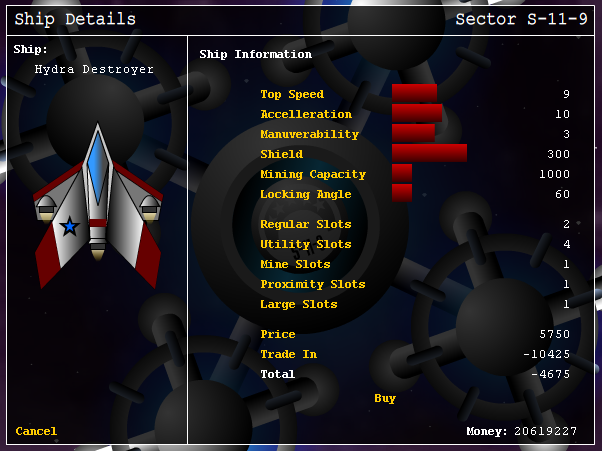 Ship Details
Sector S-11-9
Ship:
Hydra Destroyer
Ship Information
Top Speed 9
Accelleration 10
Manuverability 3
Shield 300
Mining Capacity 1000
Locking Angle 60
Regular Slots 2
Utility Slots 4
Mine Slots 1
Proximity Slots 1
Large Slots 1
Price 5750
Trade In -10425
Total -4675
Buy
Cancel
Money: 20619227